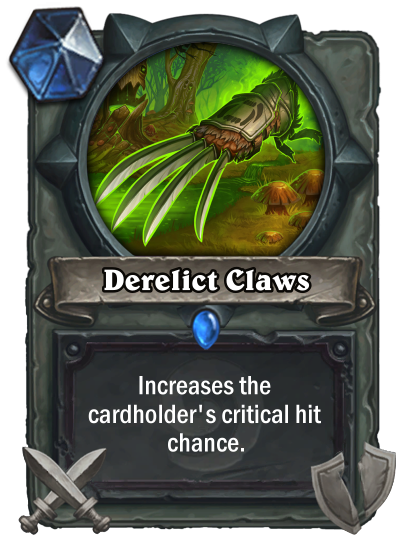 Derelict Claws
Increases the
cardholder's critical hit
chance.